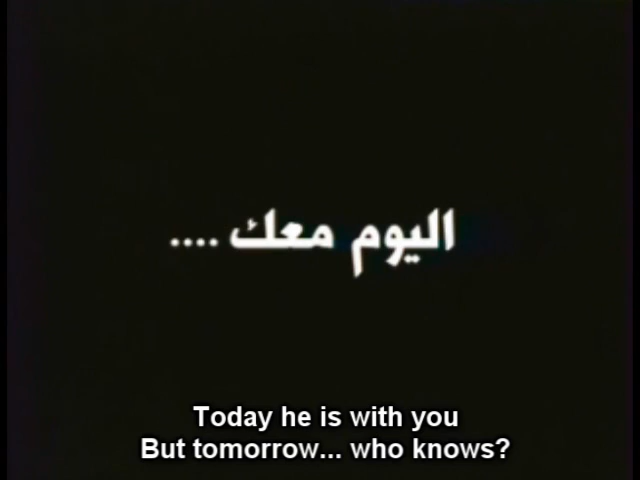 اليوم معك ....
Today he is with you
But tomorrow... who knows?